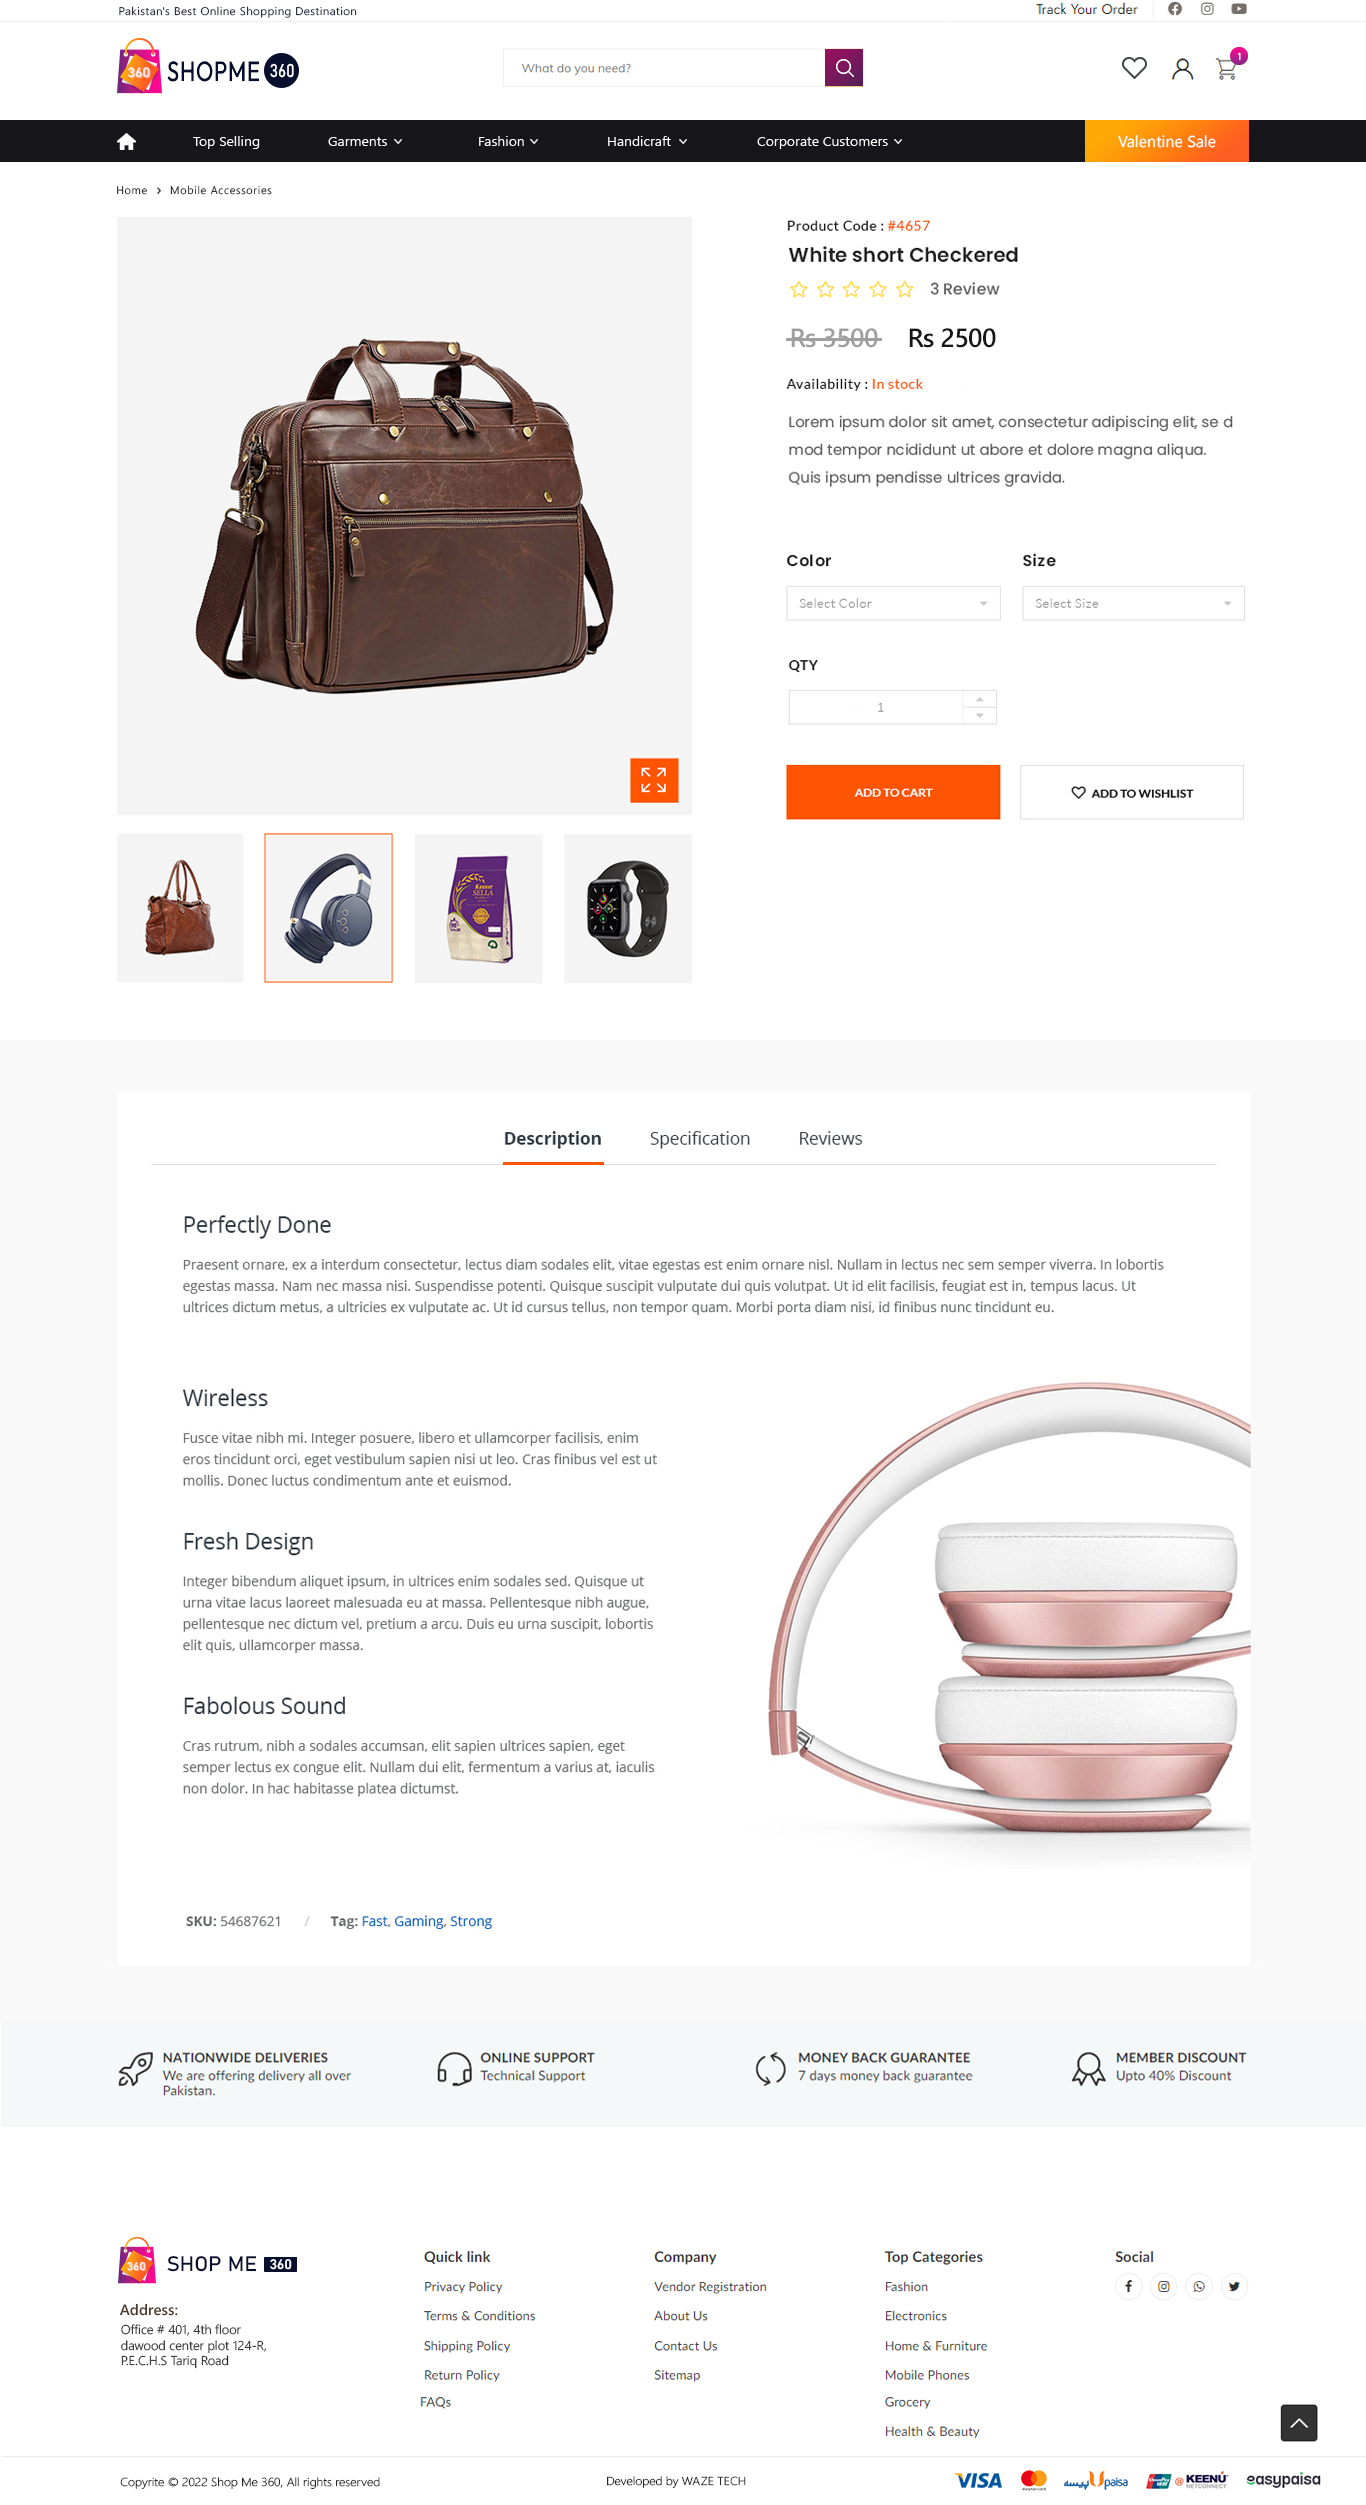 Pakistan's Best Online Shopping Destination
Track Your Order
360 SHOPME 360
What do you need?
1
Top Selling
Garments
Fashion
Handicraft
Corporate Customers
Valentine Sale
Home > Mobile Accessories
Product Code : #4657
White short Checkered
3 Review
Rs 3500 Rs 2500
Availability : In stock
Lorem ipsum dolor sit amet, consectetur adipiscing elit, se d
mod tempor ncididunt ut abore et dolore magna aliqua.
Quis ipsum pendisse ultrices gravida.
Color
Size
Select Color
Select Size
QTY
1
ADD TO CART
ADD TO WISHLIST
Kausar
SELLA
Description
Specification
Reviews
Perfectly Done
Praesent ornare, ex a interdum consectetur, lectus diam sodales elit, vitae egestas est enim ornare nisl. Nullam in lectus nec sem semper viverra. In lobortis
egestas massa. Nam nec massa nisi. Suspendisse potenti. Quisque suscipit vulputate dui quis volutpat. Ut id elit facilisis, feugiat est in, tempus lacus. Ut
ultrices dictum metus, a ultricies ex vulputate ac. Ut id cursus tellus, non tempor quam. Morbi porta diam nisi, id finibus nunc tincidunt eu.
Wireless
Fusce vitae nibh mi. Integer posuere, libero et ullamcorper facilisis, enim
eros tincidunt orci, eget vestibulum sapien nisi ut leo. Cras finibus vel est ut
mollis. Donec luctus condimentum ante et euismod.
Fresh Design
Integer bibendum aliquet ipsum, in ultrices enim sodales sed. Quisque ut
urna vitae lacus laoreet malesuada eu at massa. Pellentesque nibh augue,
pellentesque nec dictum vel, pretium a arcu. Duis eu urna suscipit, lobortis
elit quis, ullamcorper massa.
Fabolous Sound
Cras rutrum, nibh a sodales accumsan, elit sapien ultrices sapien, eget
semper lectus ex congue elit. Nullam dui elit, fermentum a varius at, iaculis
non dolor. In hac habitasse platea dictumst.
SKU: 54687621 / Tag: Fast, Gaming, Strong
NATIONWIDE DELIVERIES
We are offering delivery all over
Pakistan.
ONLINE SUPPORT
Technical Support
MONEY BACK GUARANTEE
7 days money back guarantee
MEMBER DISCOUNT
Upto 40% Discount
360 SHOP ME 360
Address:
Office # 401, 4th floor
dawood center plot 124-R,
P.E.C.H.S Tariq Road
Quick link
Privacy Policy
Terms & Conditions
Shipping Policy
Return Policy
FAQs
Company
Vendor Registration
About Us
Contact Us
Sitemap
Top Categories
Fashion
Electronics
Home & Furniture
Mobile Phones
Grocery
Health & Beauty
Social
Copyrite © 2022 Shop Me 360, All rights reserved
Developed by WAZE TECH
VISA
mastercard
Upaisa
KEENU
NETCONNECT
easypaisa